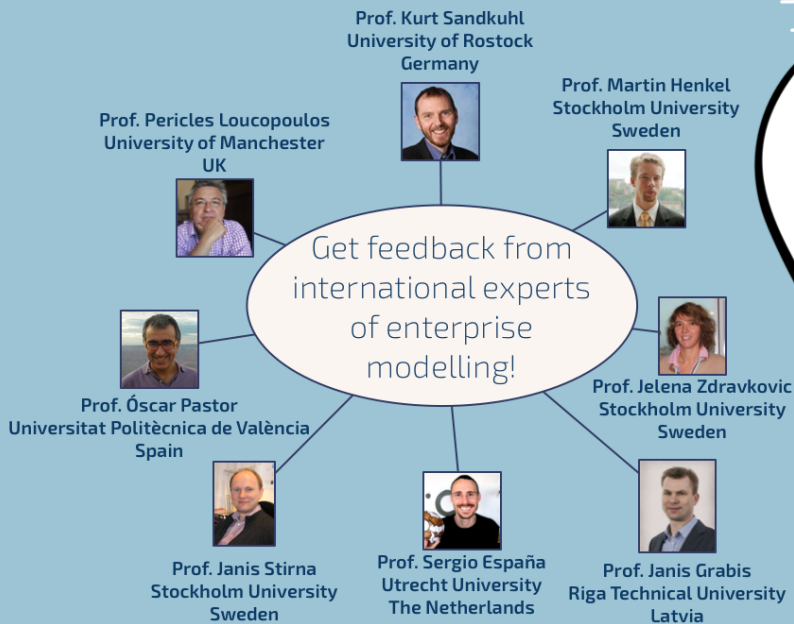 Prof. Kurt Sandkuhl
University of Rostock
Germany
Prof. Martin Henkel
Stockholm University
Sweden
Prof. Pericles Loucopoulos
University of Manchester
UK
Get feedback from
international experts
of enterprise
modelling!
Prof. Óscar Pastor
Universitat Politècnica de València
Spain
Prof. Jelena Zdravkovic
Stockholm University
Sweden
Prof. Janis Stirna
Stockholm University
Sweden
Prof. Sergio España
Utrecht University
The Netherlands
Prof. Janis Grabis
Riga Technical University
Latvia